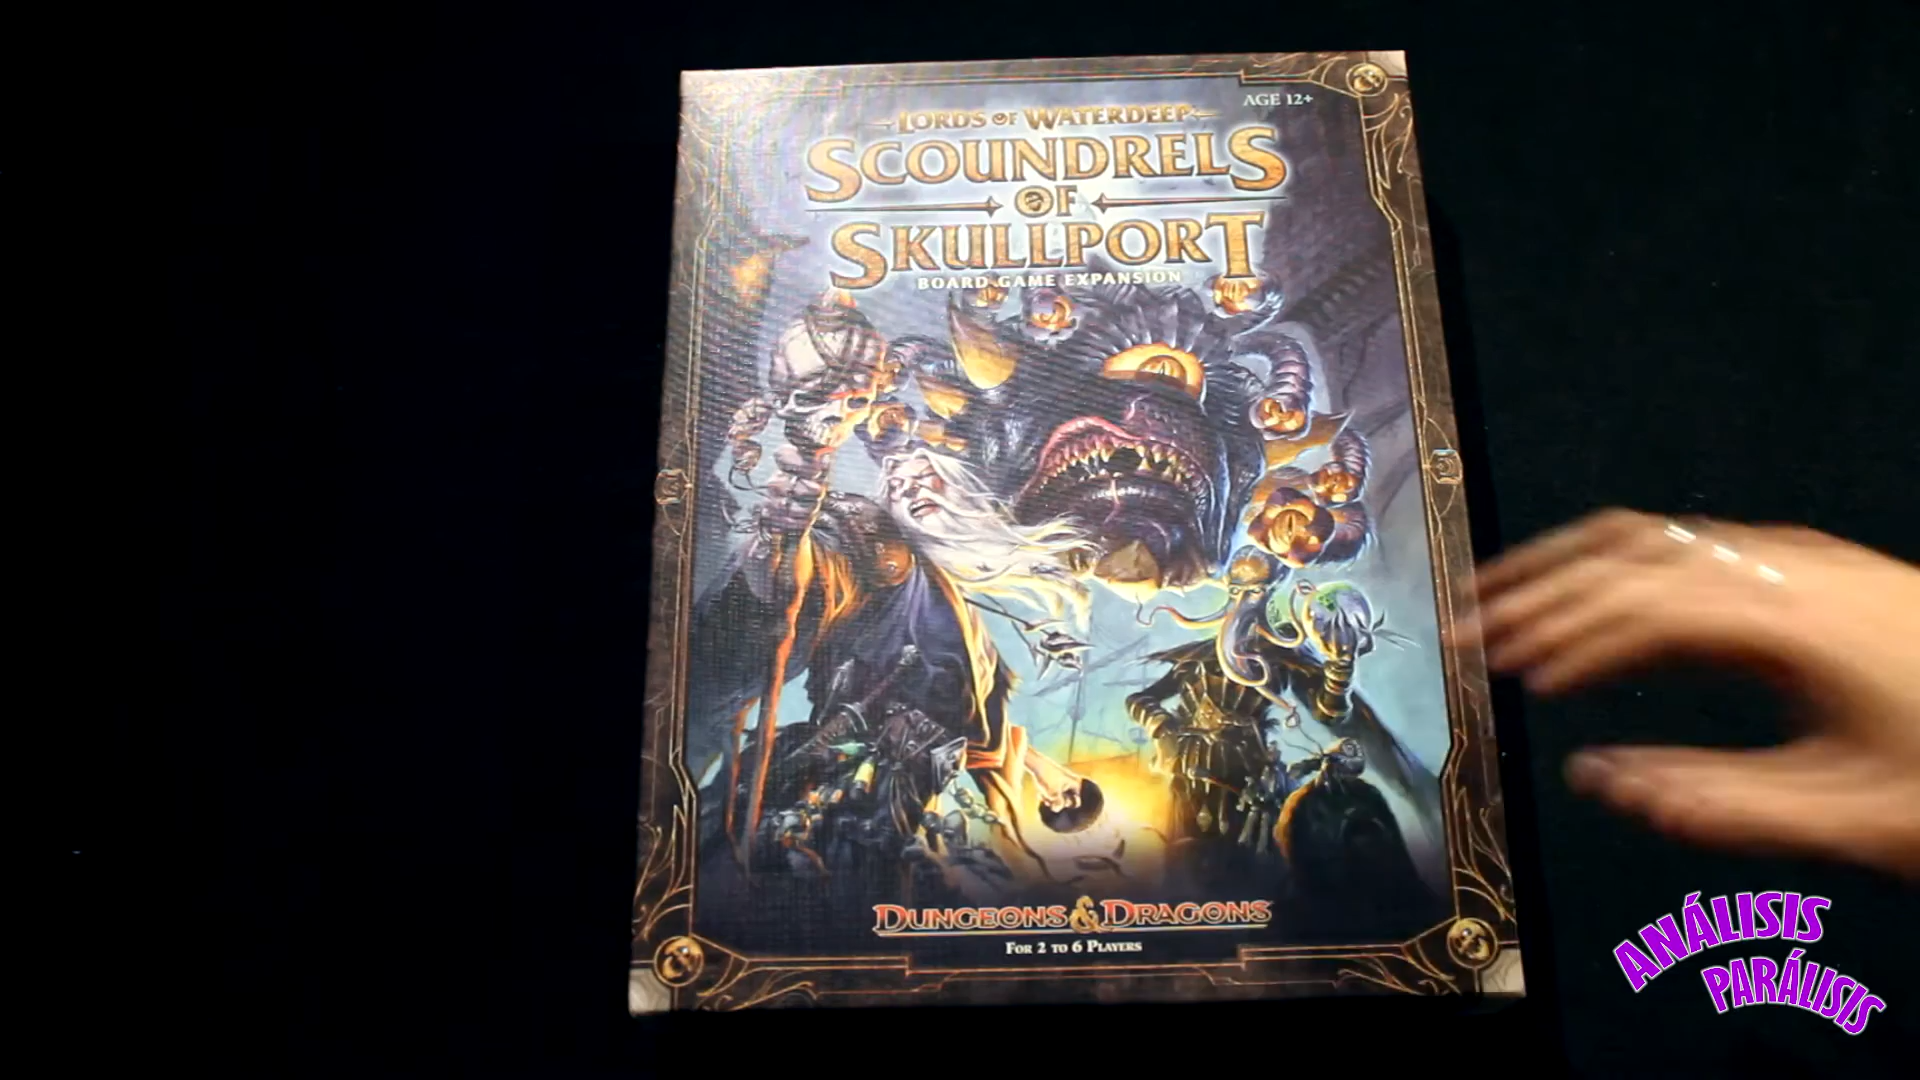 AGE 12+
LORDS OF WATERDEEP
SCOUNDRELS
OF
SKULLPORT
BOARD GAME EXPANSION
DUNGEONS & DRAGONS
FOR 2 TO 6 PLAYERS
ANÁLISIS
PARÁLISIS